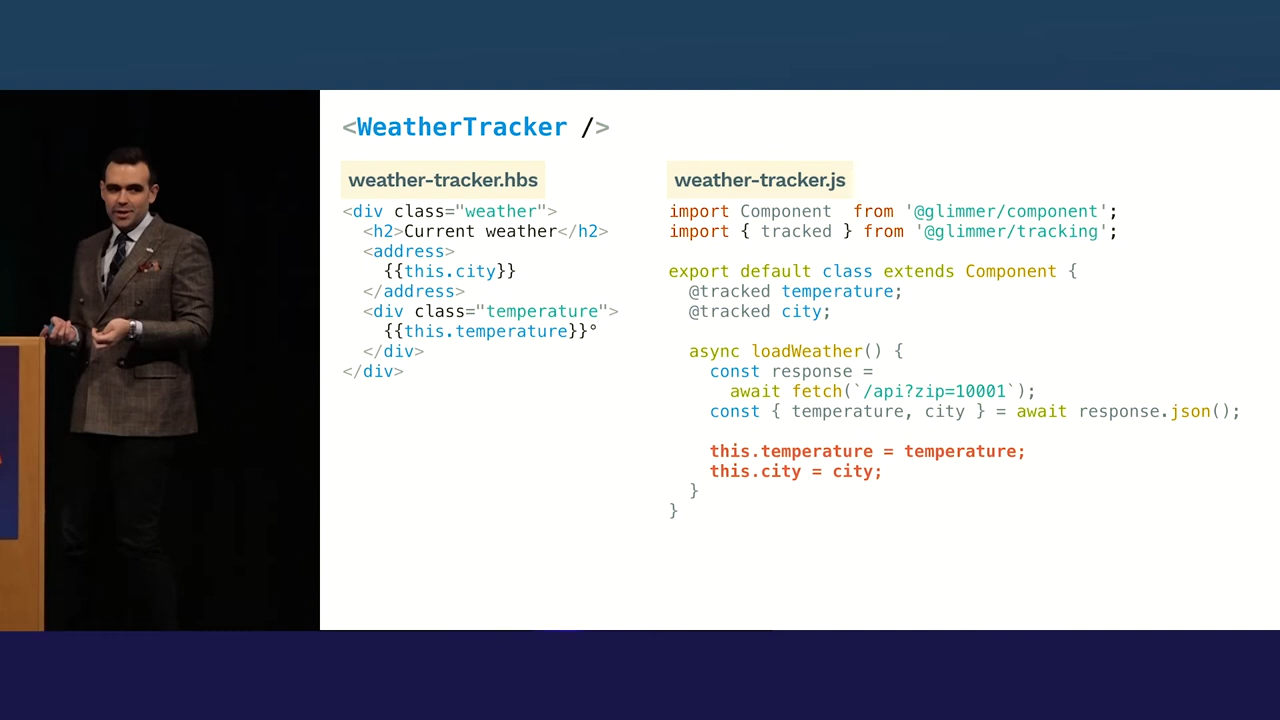 <WeatherTracker />
weather-tracker.hbs
<div class="weather">
  <h2>Current weather</h2>
  <address>
    {{this.city}}
  </address>
  <div class="temperature">
    {{this.temperature}}°
  </div>
</div>
weather-tracker.js
import Component  from '@glimmer/component';
import { tracked } from '@glimmer/tracking';
export default class extends Component {
  @tracked temperature;
  @tracked city;
  async loadWeather() {
    const response =
      await fetch(`/api?zip=10001`);
    const { temperature, city } = await response.json();
    this.temperature = temperature;
    this.city = city;
  }
}